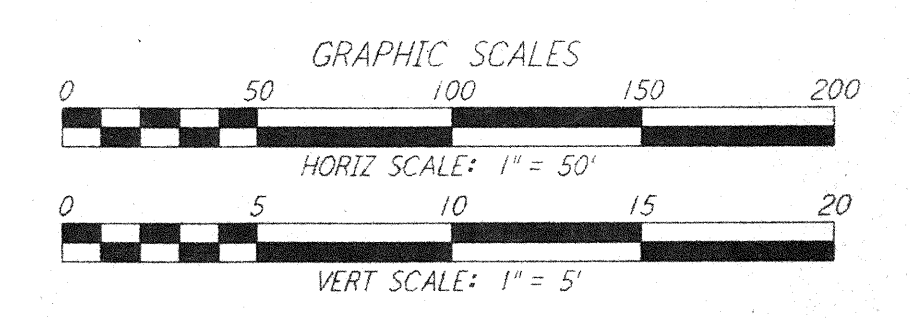 GRAPHIC SCALES
0 50 100 150 200
HORIZ SCALE: 1" = 50'
0 5 10 15 20
VERT SCALE: 1" = 5'